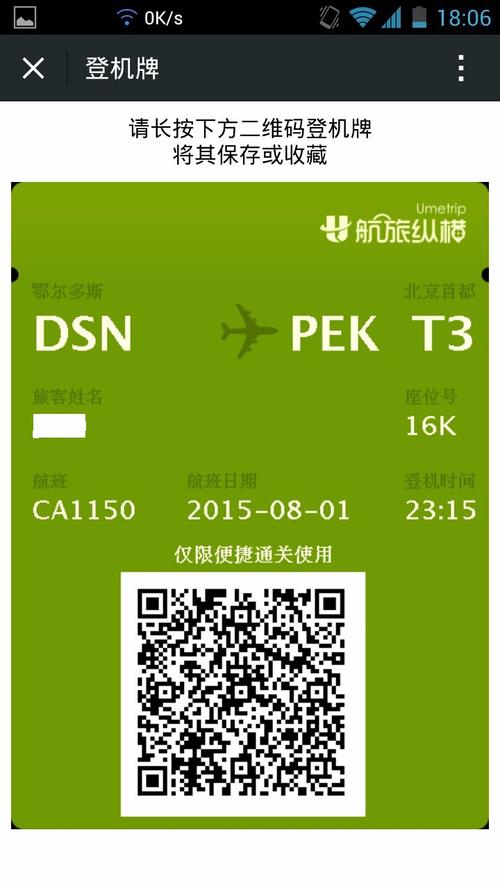 0K/s
18:06
登机牌
请长按下方二维码登机牌
将其保存或收藏
Umetrip
航旅纵横
鄂尔多斯
北京首都
DSN
PEK T3
旅客姓名
座位号
16K
航班
航班日期
登机时间
CA1150
2015-08-01
23:15
仅限便捷通关使用